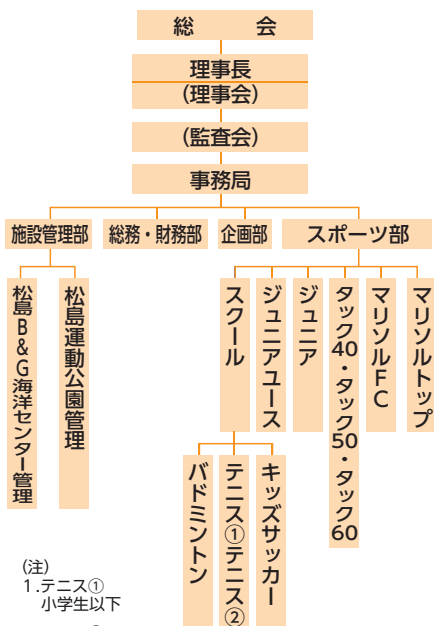 総　　会
理事長
(理事会)
(監査会)
事務局
施設管理部
総務・財務部
企画部
スポーツ部
松島B&G海洋センター管理
松島運動公園管理
スクール
ジュニアユース
ジュニア
タック40・タック50・タック60
マリソルFC
マリソルトップ
バドミントン
テニス①テニス②
キッズサッカー
(注)
1.テニス①
小学生以下